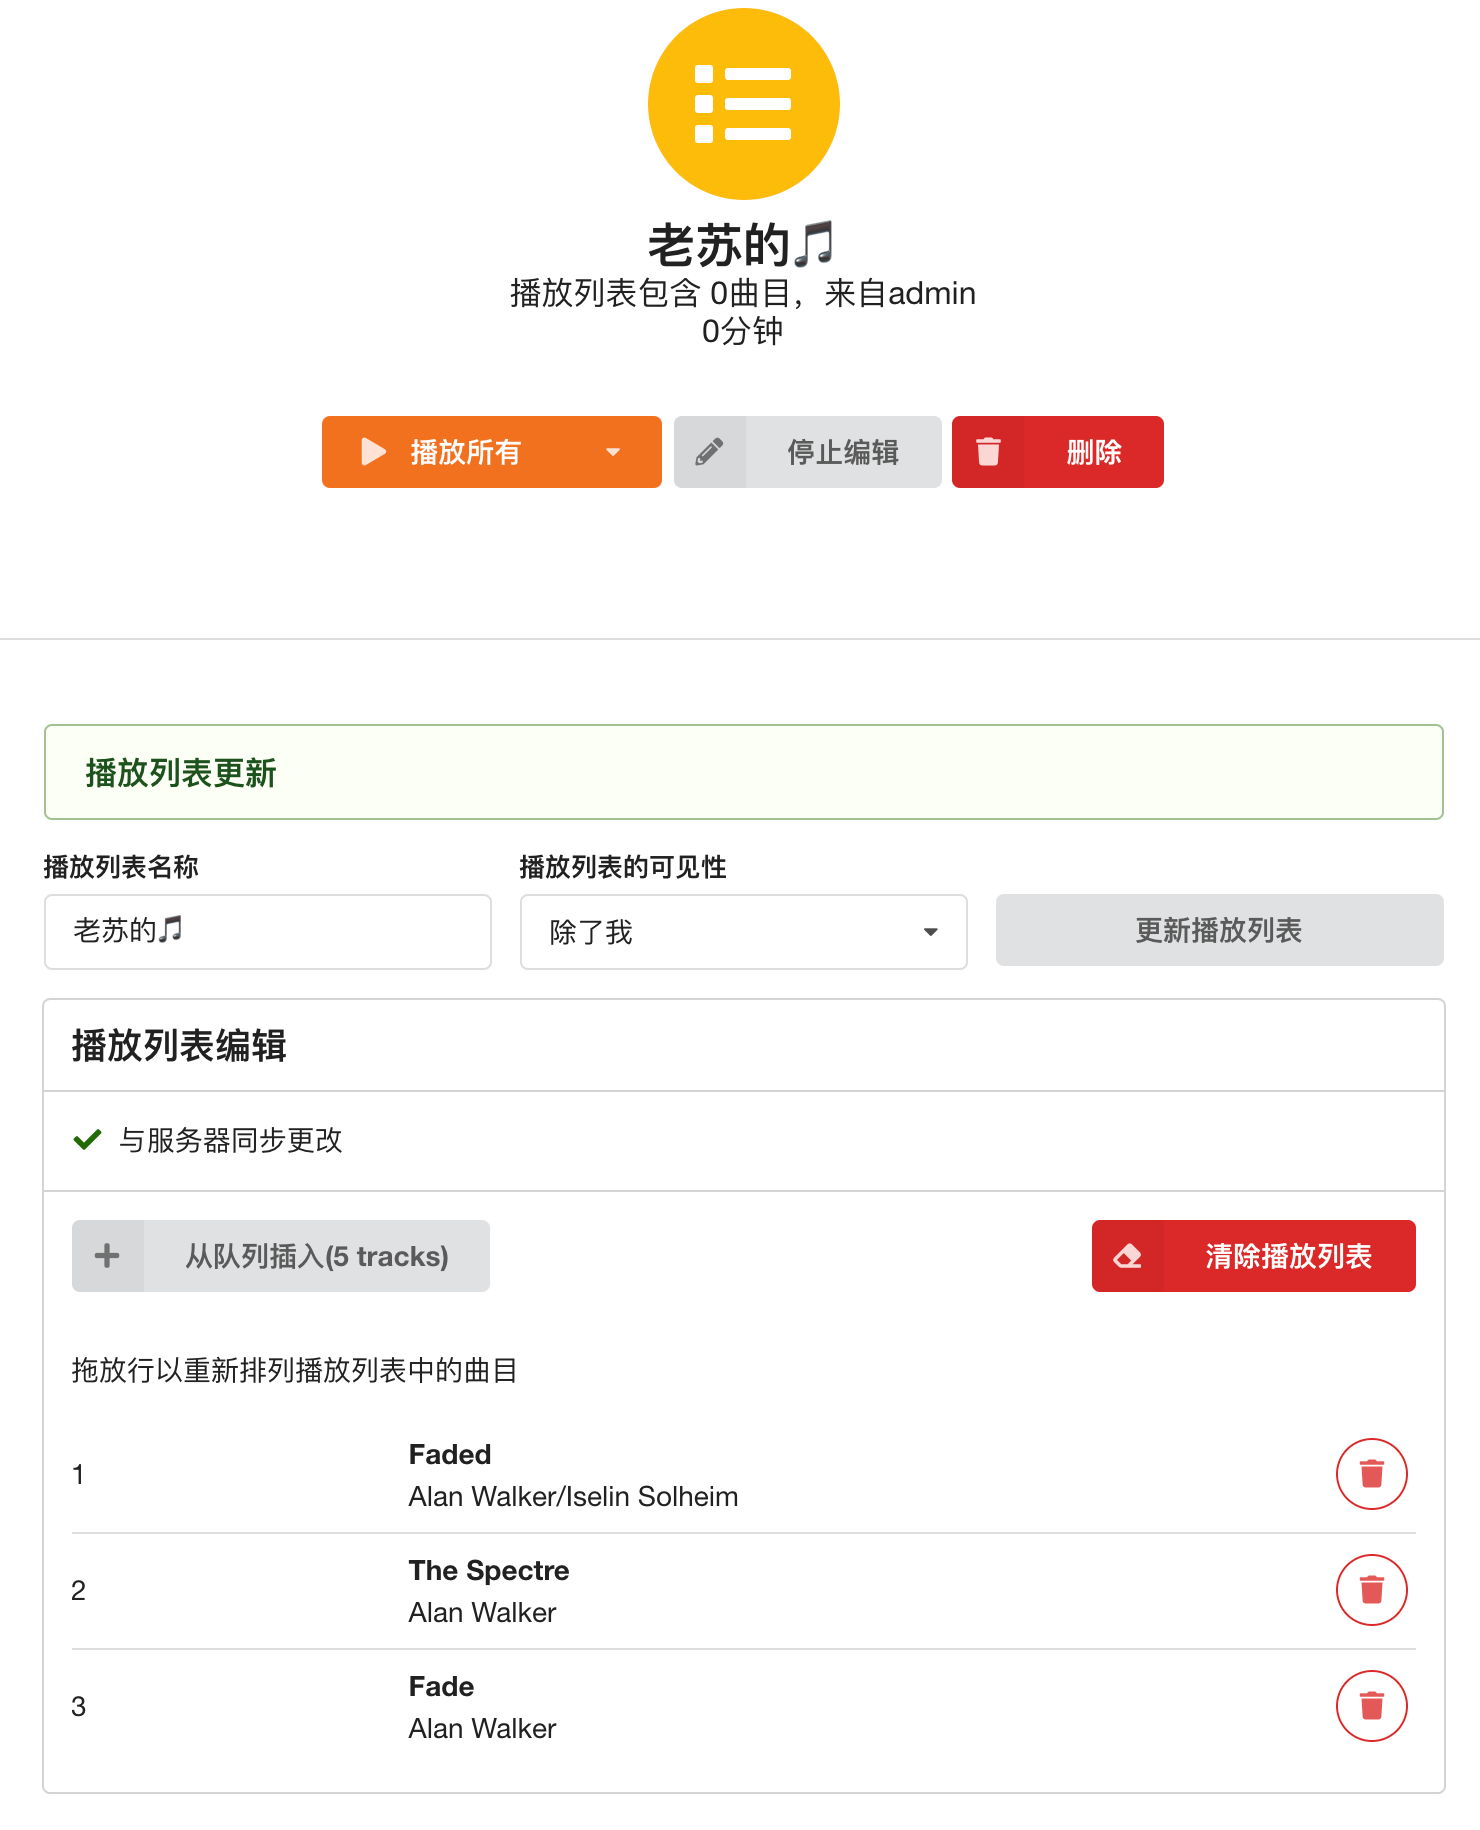 老苏的🎵
播放列表包含 0曲目，来自admin
0分钟
播放所有
停止编辑
删除
播放列表更新
播放列表名称
播放列表的可见性
老苏的🎵
除了我
更新播放列表
播放列表编辑
与服务器同步更改
从队列插入(5 tracks)
清除播放列表
拖放行以重新排列播放列表中的曲目
1
Faded
Alan Walker/Iselin Solheim
2
The Spectre
Alan Walker
3
Fade
Alan Walker